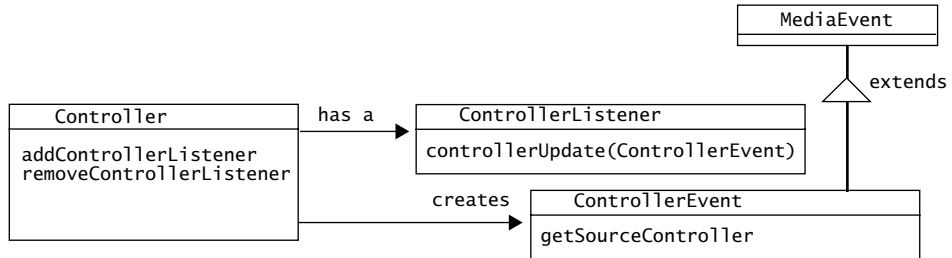 MediaEvent
extends
Controller
has a
ControllerListener
addControllerListener
removeControllerListener
controllerUpdate(ControllerEvent)
creates
ControllerEvent
getSourceController